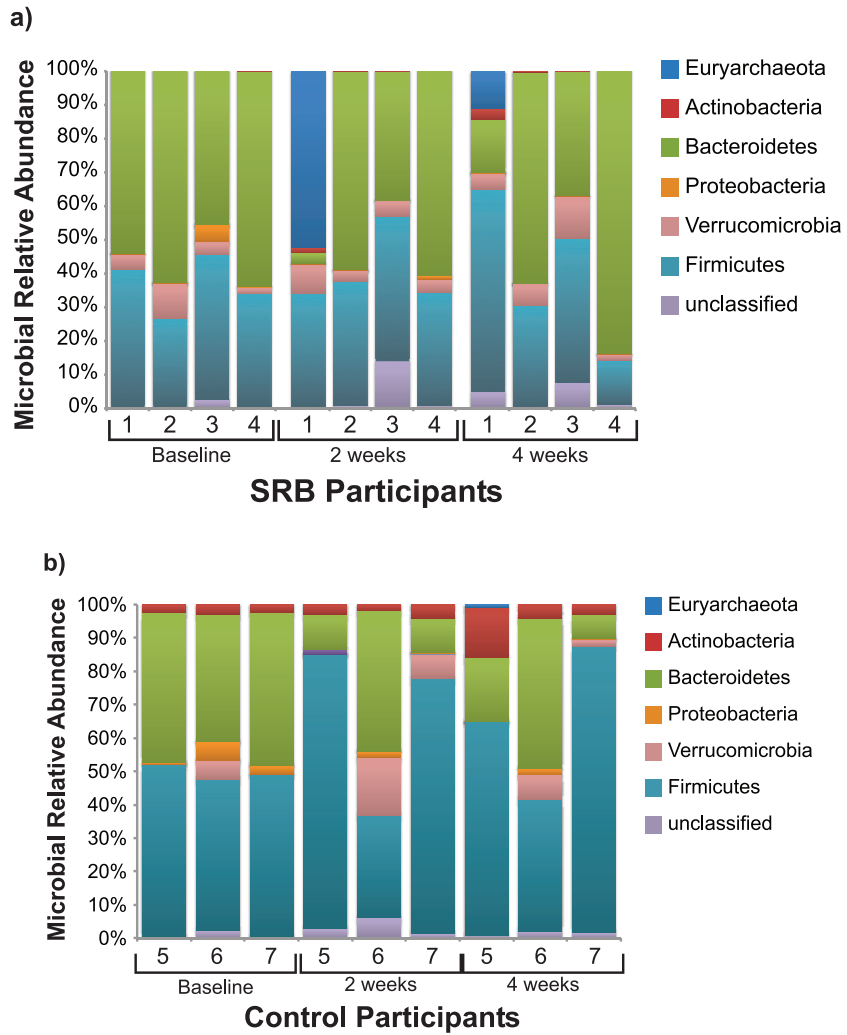 a)
Microbial Relative Abundance
100%
90%
80%
70%
60%
50%
40%
30%
20%
10%
0%
1 2 3 4 1 2 3 4 1 2 3 4
Baseline 2 weeks 4 weeks
SRB Participants
Euryarchaeota
Actinobacteria
Bacteroidetes
Proteobacteria
Verrucomicrobia
Firmicutes
unclassified
b)
Microbial Relative Abundance
100%
90%
80%
70%
60%
50%
40%
30%
20%
10%
0%
5 6 7 5 6 7 5 6 7
Baseline 2 weeks 4 weeks
Control Participants
Euryarchaeota
Actinobacteria
Bacteroidetes
Proteobacteria
Verrucomicrobia
Firmicutes
unclassified